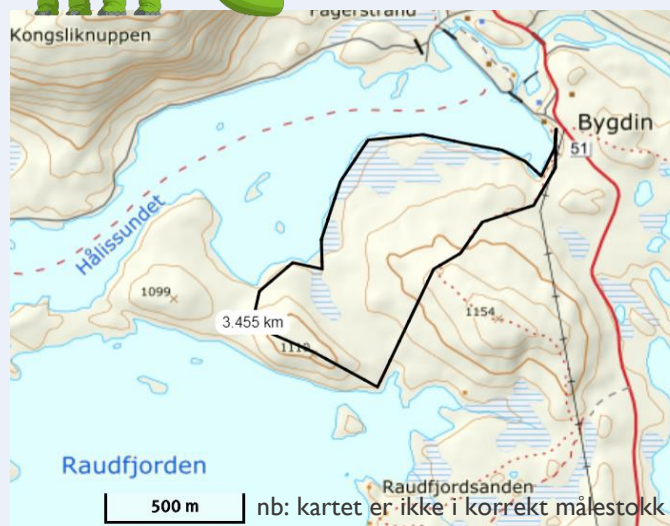 Fagerstrand
Kongsliknuppen
Bygdin
51
Hålissundet
1099
3.455 km
1154
1110
Raudfjorden
Raudfjordsanden
500 m
nb: kartet er ikke i korrekt målestokk